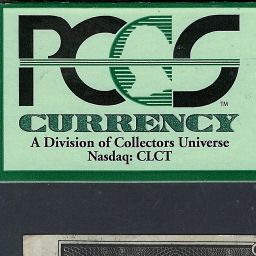 PCGS
TM
CURRENCY
A Division of Collectors Universe
Nasdaq: CLCT